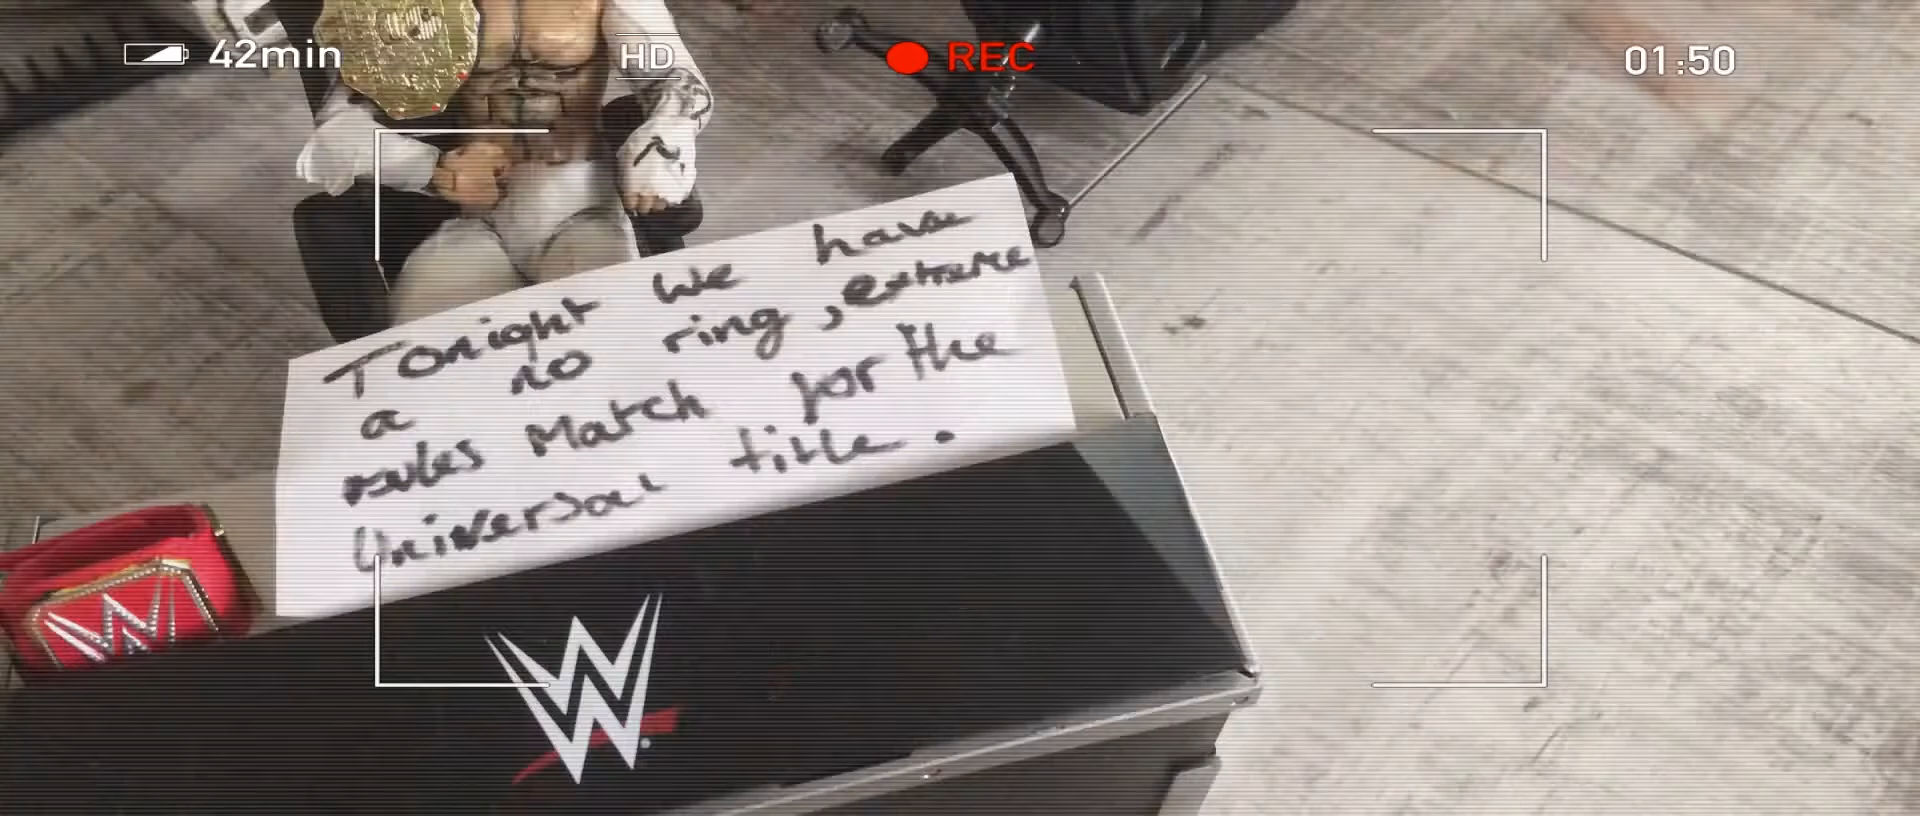 42min
HD
REC
01:50
Tonight We have
a no ring, extreme
rules Match for the
Universal title.
W
W